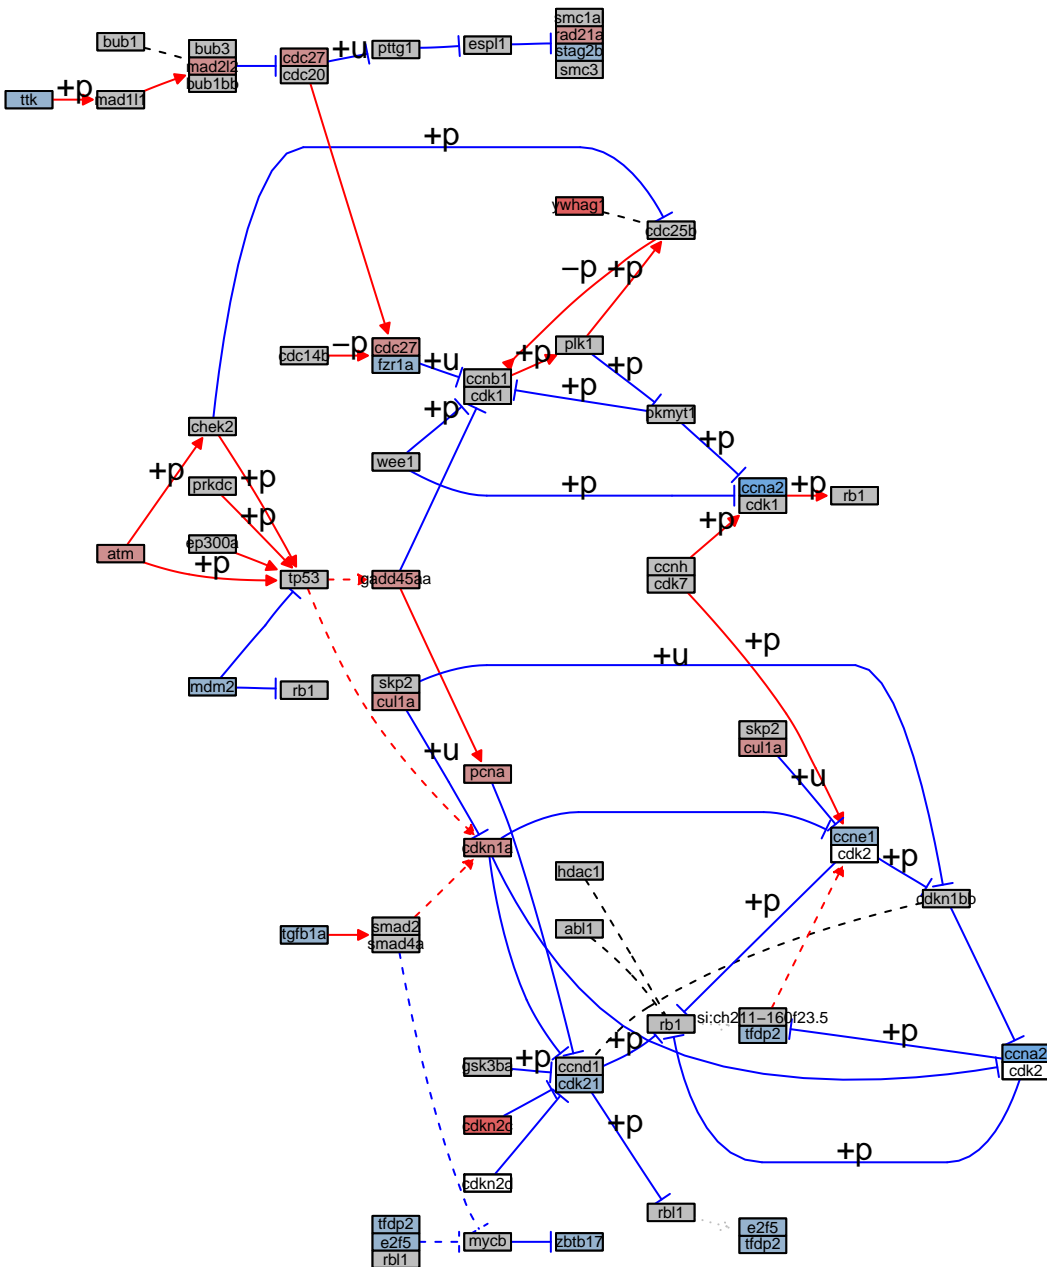 smc1al
bub1
bub3
+u
pttg1
espl1
rad21a
cdc27
stag2b
mad2l2
cdc20
smc3
bub1bb
+p
ttk
mad1l1
+p
ywhag1
cdc25b
−p
+p
cdc14b
−p
cdc27
plk1
fzr1a
+u
+p
ccnb1
+p
+p
cdk1
chek2
+p
pkmyt1
+p
wee1
+p
+p
prkdc
+p
ccna2
+p
rb1
cdk1
+p
+p
ep300a
atm
+p
ccnh
tp53
gadd45aa
cdk7
+p
+u
mdm2
rb1
skp2
cul1a
skp2
+u
cul1a
pcna
+u
ccne1
cdkn1a
cdk2
+p
hdac1
cdkn1bb
+p
smad2
abl1
tgfb1a
smad4a
si:ch211−160f23.5
rb1
tfdp2
+p
+p
+p
ccna2
gsk3ba
ccnd1
cdk2
cdk21
cdkn2c
+p
+p
rbl1
tfdp2
e2f5
e2f5
mycb
zbtb17
tfdp2
rbl1